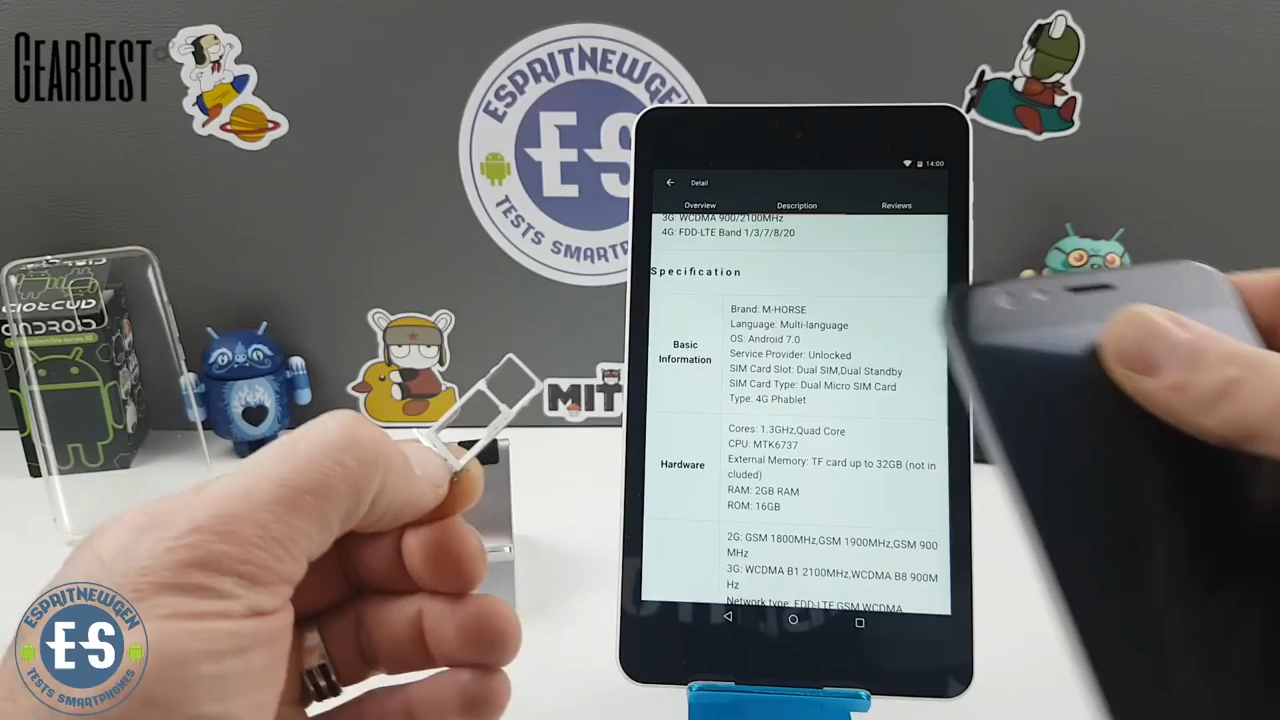 GEARBEST
ESPRITNEWGEN
ES
TESTS SMARTPH
14:00
Detail
Overview
Description
Reviews
3G: WCDMA 900/2100MHz
4G: FDD-LTE Band 1/3/7/8/20
Specification
Basic
Information
Brand: M-HORSE
Language: Multi-language
OS: Android 7.0
Service Provider: Unlocked
SIM Card Slot: Dual SIM,Dual Standby
SIM Card Type: Dual Micro SIM Card
Type: 4G Phablet
Hardware
Cores: 1.3GHz,Quad Core
CPU: MTK6737
External Memory: TF card up to 32GB (not in
cluded)
RAM: 2GB RAM
ROM: 16GB
2G: GSM 1800MHz,GSM 1900MHz,GSM 900
MHz
3G: WCDMA B1 2100MHz,WCDMA B8 900M
Hz
Network type: FDD-LTE,GSM,WCDMA
ANDROID
MIT
ESPRITNEWGEN
ES
TESTS SMARTPHONES